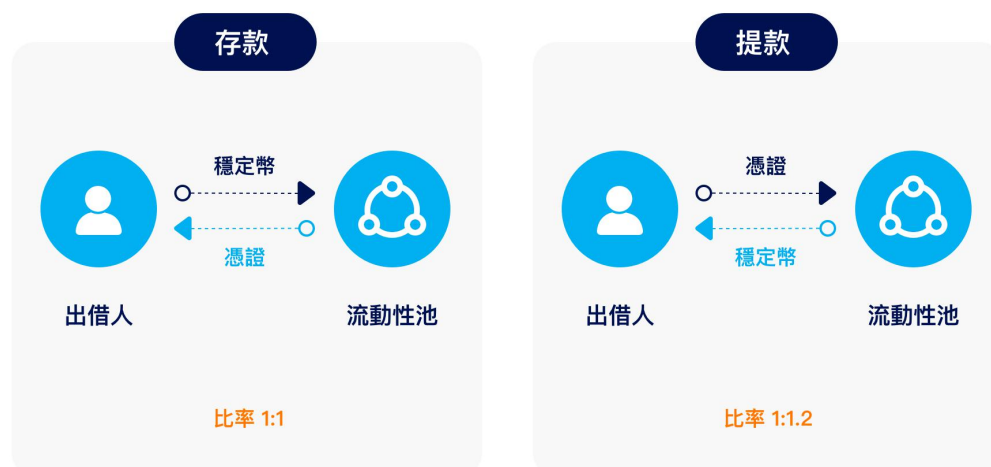 存款
穩定幣
憑證
出借人
流動性池
比率 1:1
提款
憑證
穩定幣
出借人
流動性池
比率 1:1.2